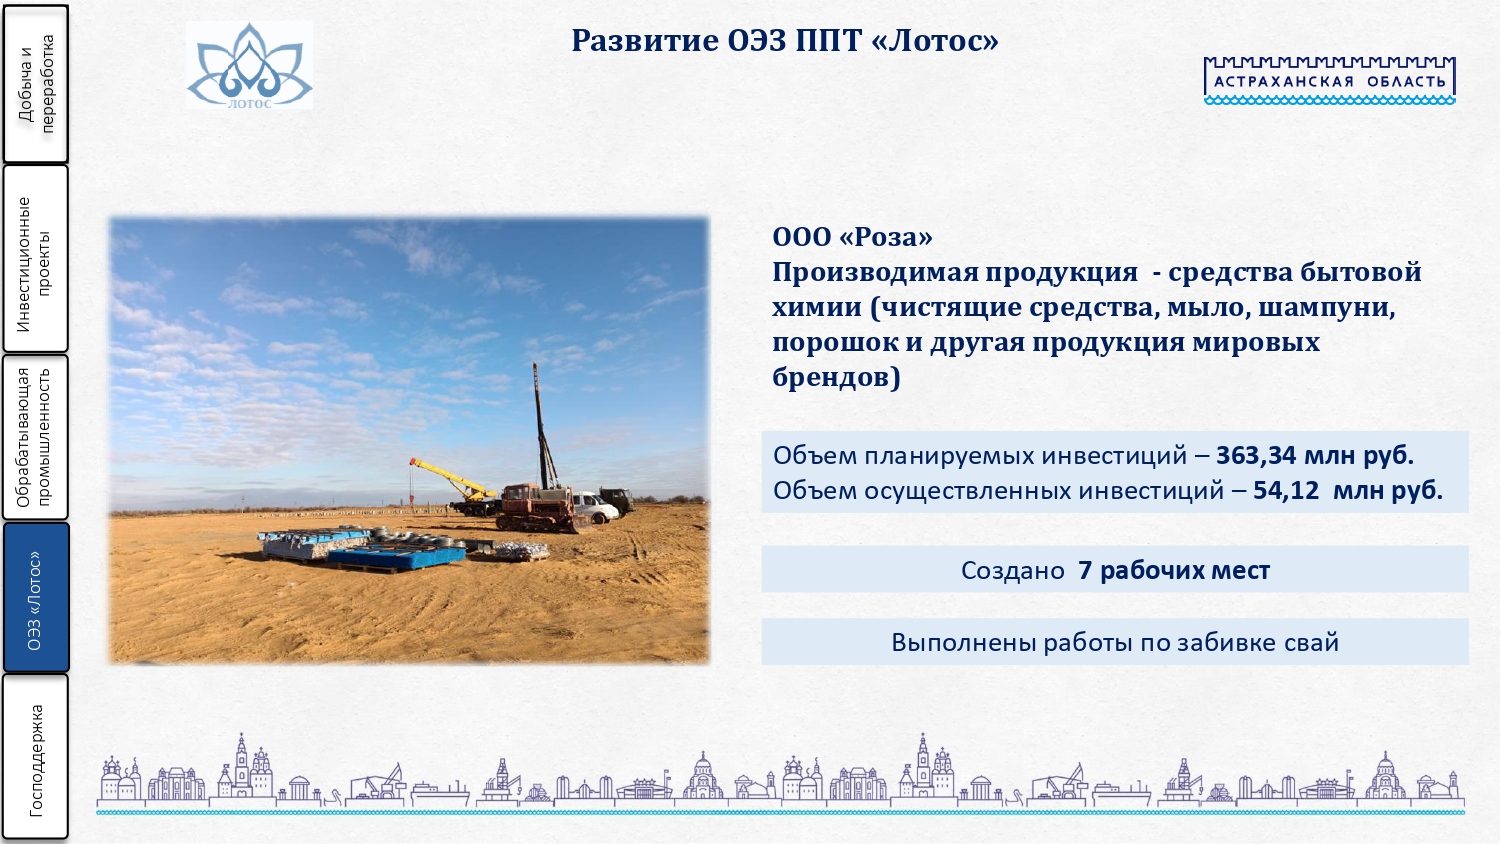 Добыча и
переработка
Инвестиционные
проекты
Обрабатывающая
промышленность
ОЭЗ «Лотос»
Господдержка
ЛОТОС
Развитие ОЭЗ ППТ «Лотос»
АСТРАХАНСКАЯ ОБЛАСТЬ
ООО «Роза»
Производимая продукция - средства бытовой
химии (чистящие средства, мыло, шампуни,
порошок и другая продукция мировых
брендов)
Объем планируемых инвестиций – 363,34 млн руб.
Объем осуществленных инвестиций – 54,12 млн руб.
Создано 7 рабочих мест
Выполнены работы по забивке свай